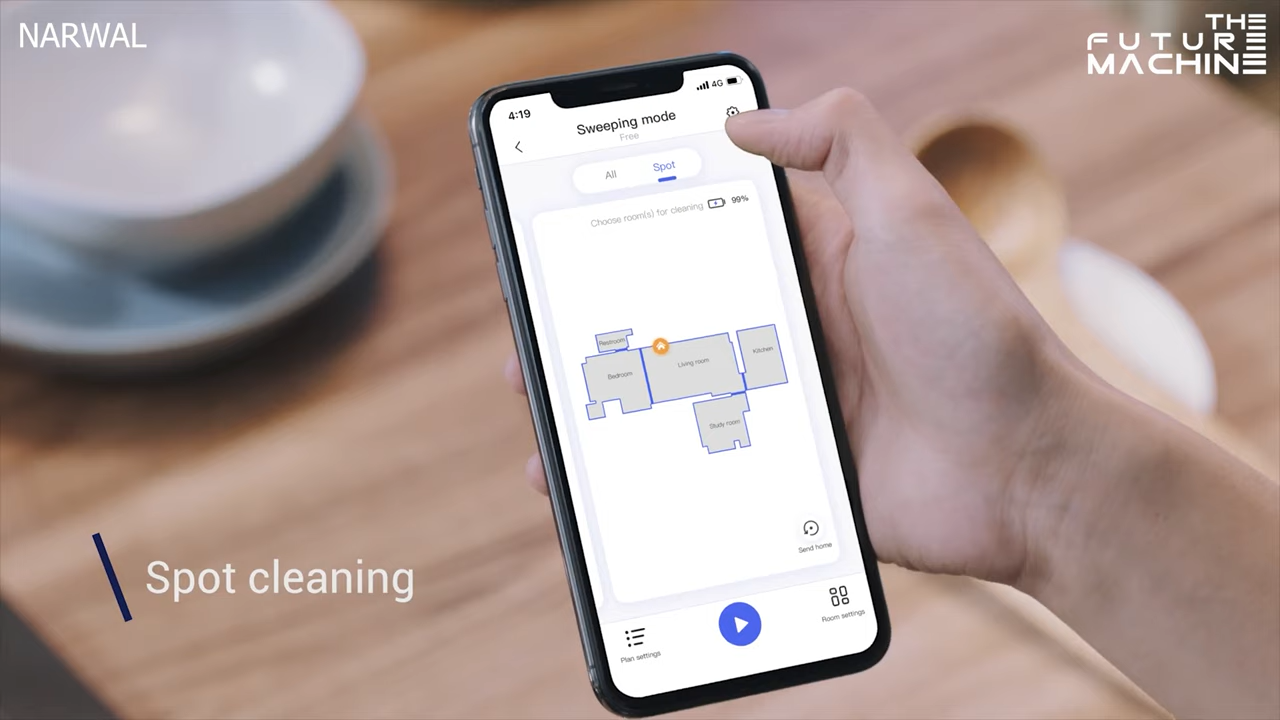 NARWAL
THE
FUTURE
MACHINE
4:19
4G
Sweeping mode
Free
All
Spot
Choose room(s) for cleaning
99%
Restroom
Bedroom
Living room
Kitchen
Study room
Send home
Plan settings
Room settings
Spot cleaning